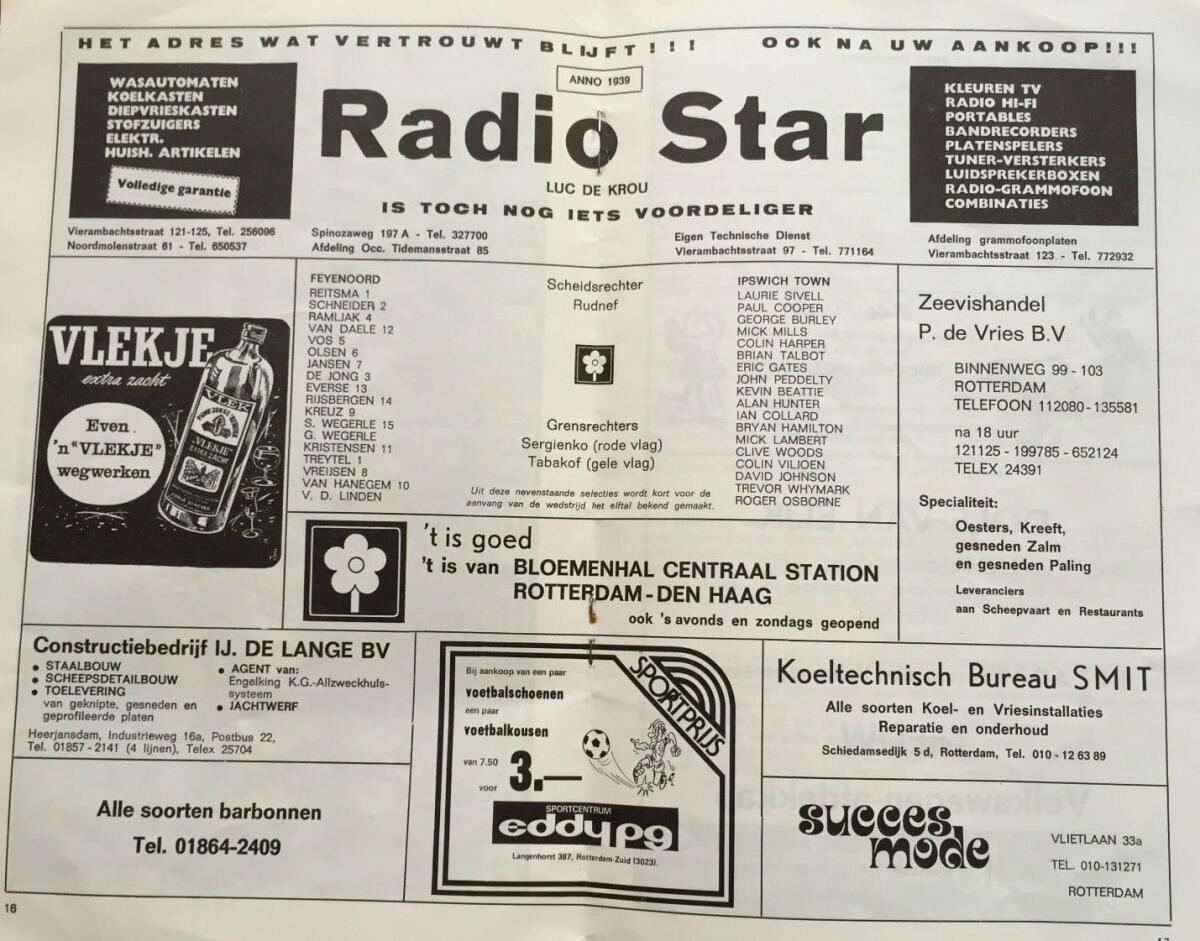 HET ADRES WAT VERTROUWT BLIJFT!!! OOK NA UW AANKOOP!!!
WASAUTOMATEN
KOELKASTEN
DIEPVRIESKASTEN
STOFZUIGERS
ELEKTR.
HUISH. ARTIKELEN
Volledige garantie
ANNO 1939
Radio Star
LUC DE KROU
IS TOCH NOG IETS VOORDELIGER
KLEUREN TV
RADIO HI-FI
PORTABLES
BANDRECORDERS
PLATENSPELERS
TUNER-VERSTERKERS
LUIDSPREKERBOXEN
RADIO-GRAMMOFOON
COMBINATIES
Vierambachtsstraat 121-125, Tel. 256096
Noordmolenstraat 61 - Tel. 650537
Spinozaweg 197 A - Tel. 327700
Afdeling Occ. Tidemansstraat 85
Eigen Technische Dienst
Vierambachtsstraat 97 - Tel. 771164
Afdeling grammofoonplaten
Vierambachtsstraat 123 - Tel. 772932
VLEKJE
extra zacht
Even
'n "VLEKJE"
wegwerken
VLEK
"VLEKJE"
EXTRA ZACHT
FEYENOORD
REITSMA 1
SCHNEIDER 2
RAMLJAK 4
VAN DAELE 12
VOS 5
OLSEN 6
JANSEN 7
DE JONG 3
EVERSE 13
RIJSBERGEN 14
KREUZ 9
S. WEGERLE 15
G. WEGERLE
KRISTENSEN 11
TREYTEL 1
VREIJSEN 8
VAN HANEGEM 10
V. D. LINDEN
Scheidsrechter
Rudnef
Grensrechters
Sergienko (rode vlag)
Tabakof (gele vlag)
Uit deze nevenstaande selecties wordt kort voor de
aanvang van de wedstrijd het elftal bekend gemaakt.
IPSWICH TOWN
LAURIE SIVELL
PAUL COOPER
GEORGE BURLEY
MICK MILLS
COLIN HARPER
BRIAN TALBOT
ERIC GATES
JOHN PEDDELTY
KEVIN BEATTIE
ALAN HUNTER
IAN COLLARD
BRYAN HAMILTON
MICK LAMBERT
CLIVE WOODS
COLIN VILJOEN
DAVID JOHNSON
TREVOR WHYMARK
ROGER OSBORNE
Zeevishandel
P. de Vries B.V
BINNENWEG 99 - 103
ROTTERDAM
TELEFOON 112080 - 135581
na 18 uur
121125 - 199785 - 652124
TELEX 24391
Specialiteit:
Oesters, Kreeft,
gesneden Zalm
en gesneden Paling
Leveranciers
aan Scheepvaart en Restaurants
't is goed
't is van BLOEMENHAL CENTRAAL STATION
ROTTERDAM - DEN HAAG
ook 's avonds en zondags geopend
Constructiebedrijf IJ. DE LANGE BV
• STAALBOUW
• SCHEEPSDETAILBOUW
• TOELEVERING
van geknipte, gesneden en
geprofileerde platen
• AGENT van:
Engelking K.G.-Allzweckhuls-
systeem
• JACHTWERF
Heerjansdam, Industrieweg 16a, Postbus 22,
Tel. 01857 - 2141 (4 lijnen), Telex 25704
Alle soorten barbonnen
Tel. 01864-2409
Bij aankoop van een paar
voetbalschoenen
een paar
voetbalkousen
van 7.50
voor 3.—
SPORTPRIJS
SPORTCENTRUM
eddy pg
Langenhorst 387, Rotterdam-Zuid (3023).
Koeltechnisch Bureau SMIT
Alle soorten Koel- en Vriesinstallaties
Reparatie en onderhoud
Schiedamsedijk 5 d, Rotterdam, Tel. 010 - 12 63 89
succes
mode
VLIETLAAN 33a
TEL. 010-131271
ROTTERDAM
16